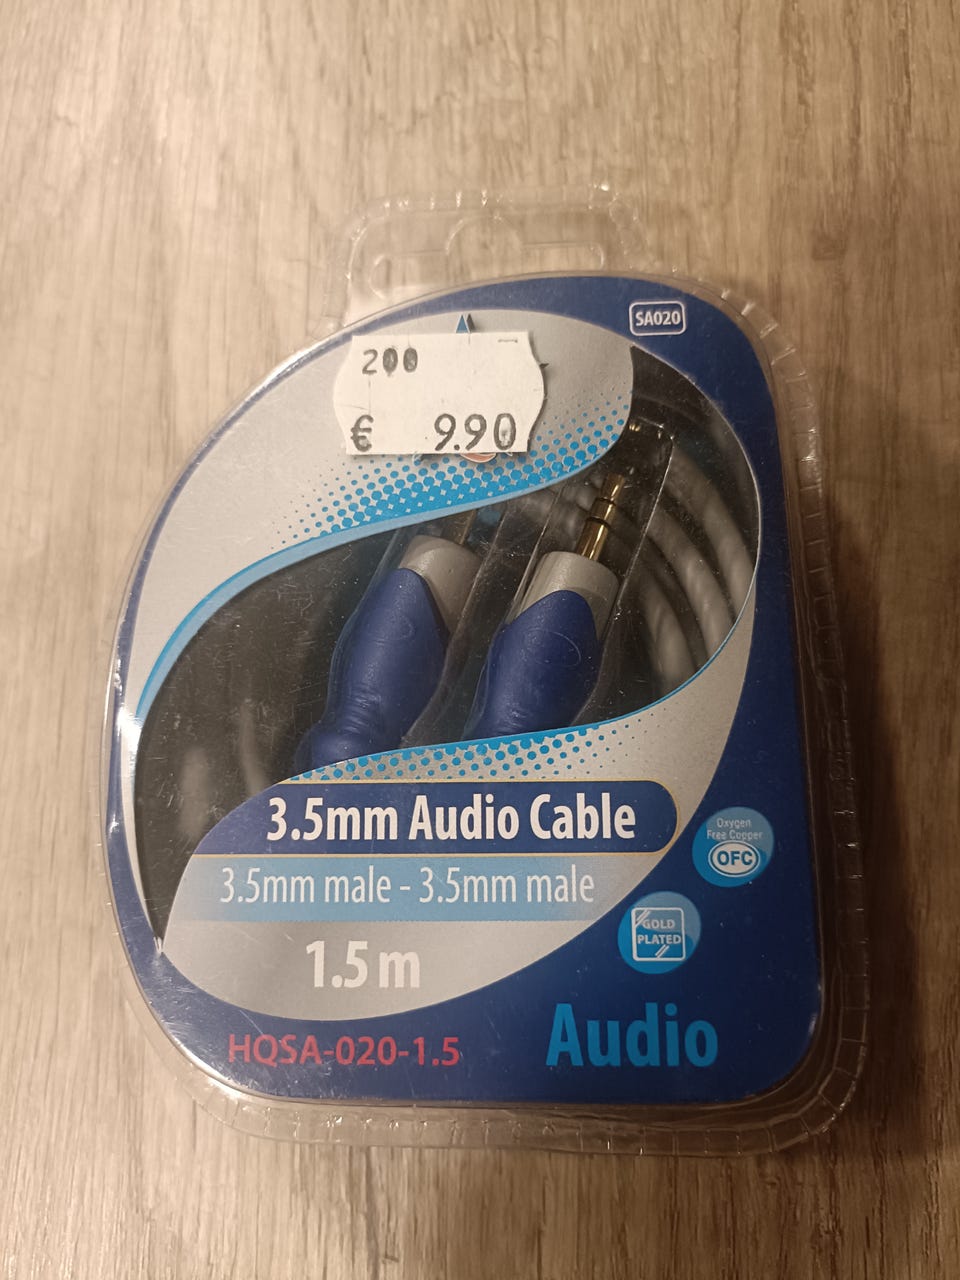 SA020
200
€ 9.90
3.5mm Audio Cable
3.5mm male - 3.5mm male
1.5 m
Oxygen
Free Copper
OFC
GOLD
PLATED
HQSA-020-1.5
Audio